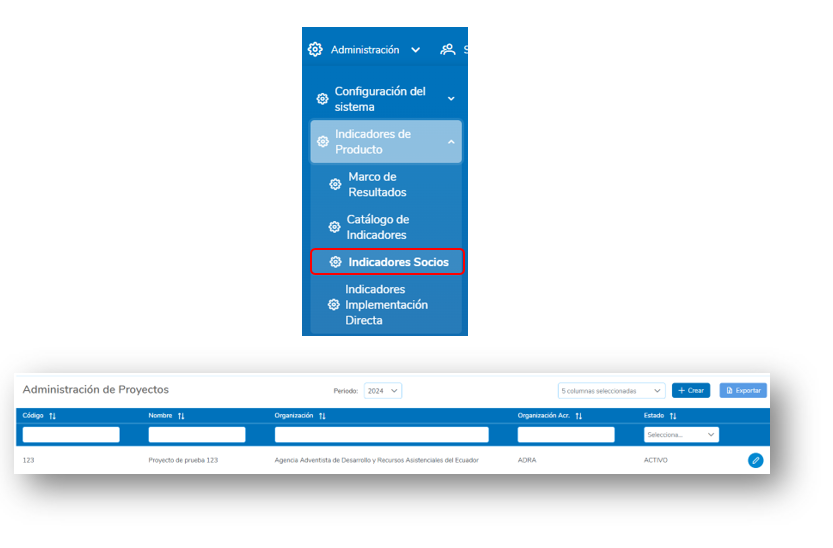 Administración
Configuración del
sistema
Indicadores de
Producto
Marco de
Resultados
Catálogo de
Indicadores
Indicadores Socios
Indicadores
Implementación
Directa
Administración de Proyectos Periodo: 2024 5 columnas seleccionadas + Crear Exportar
Código Nombre Organización Organización Acr. Estado
Selecciona...
123 Proyecto de prueba 123 Agencia Adventista de Desarrollo y Recursos Asistenciales del Ecuador ADRA ACTIVO